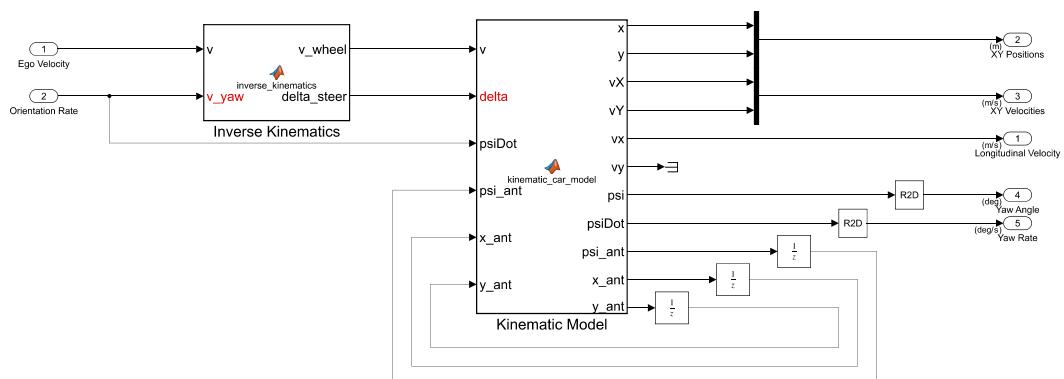 1
Ego Velocity
2
Orientation Rate
v
v_yaw
v_wheel
delta_steer
inverse_kinematics
Inverse Kinematics
v
delta
psiDot
psi_ant
x_ant
y_ant
kinematic_car_model
x
y
vX
vY
vx
vy
psi
psiDot
psi_ant
x_ant
y_ant
Kinematic Model
R2D
R2D
1
z
1
z
1
z
2
(m)
XY Positions
3
(m/s)
XY Velocities
1
(m/s)
Longitudinal Velocity
4
(deg)
Yaw Angle
5
(deg/s)
Yaw Rate